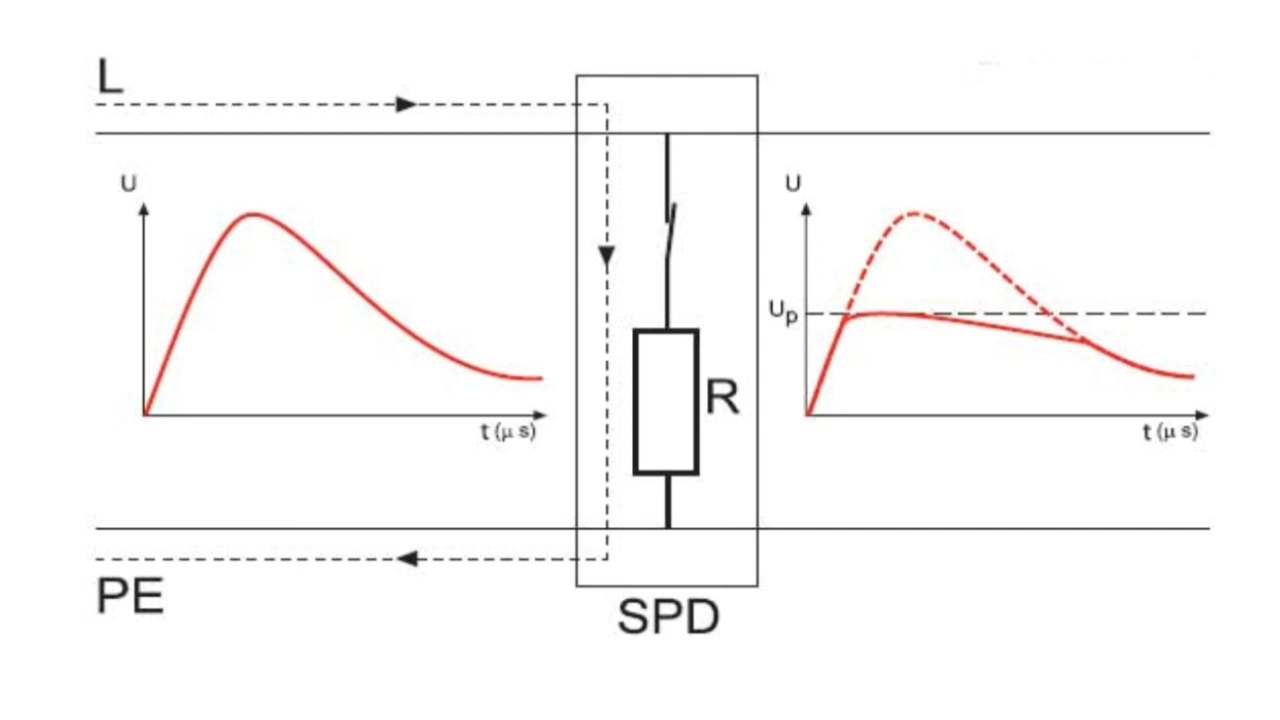 L
U
t (μ s)
R
U
Up
t (μ s)
PE
SPD